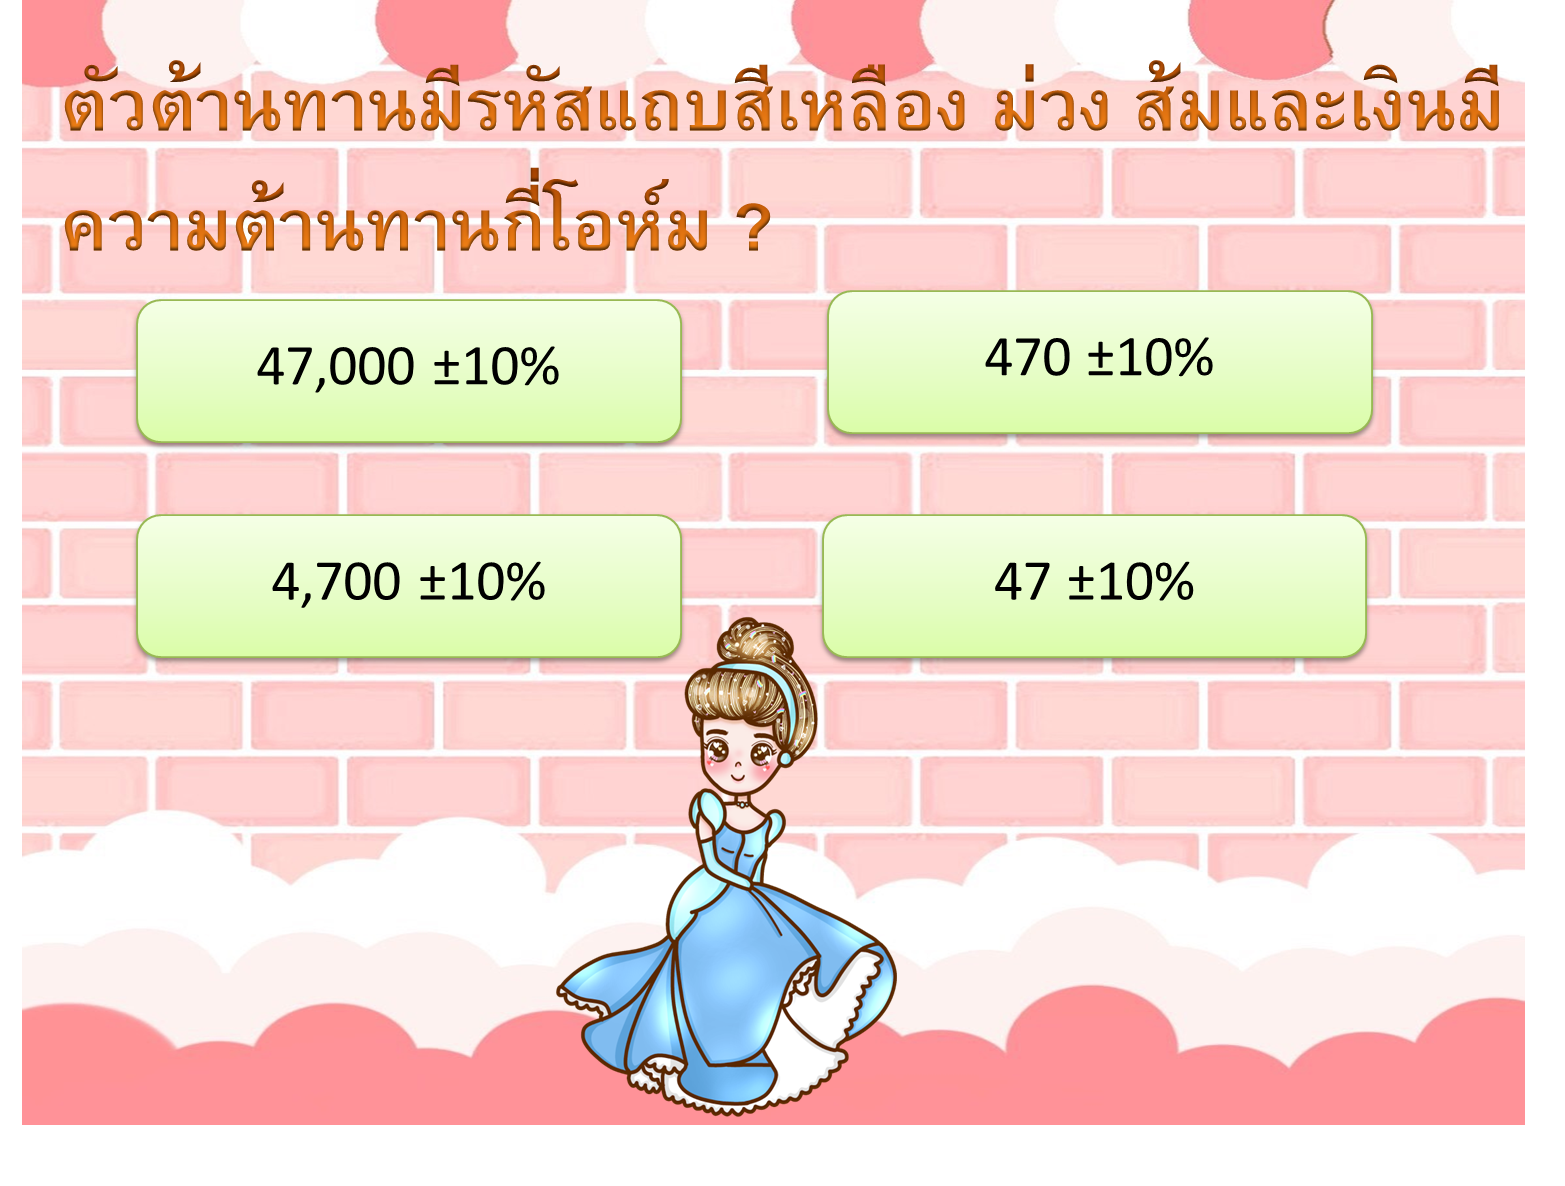 ตัวต้านทานมีรหัสแถบสีเหลือง ม่วง ส้มและเงินมี
ความต้านทานกี่โอห์ม ?
47,000 ±10%
470 ±10%
4,700 ±10%
47 ±10%